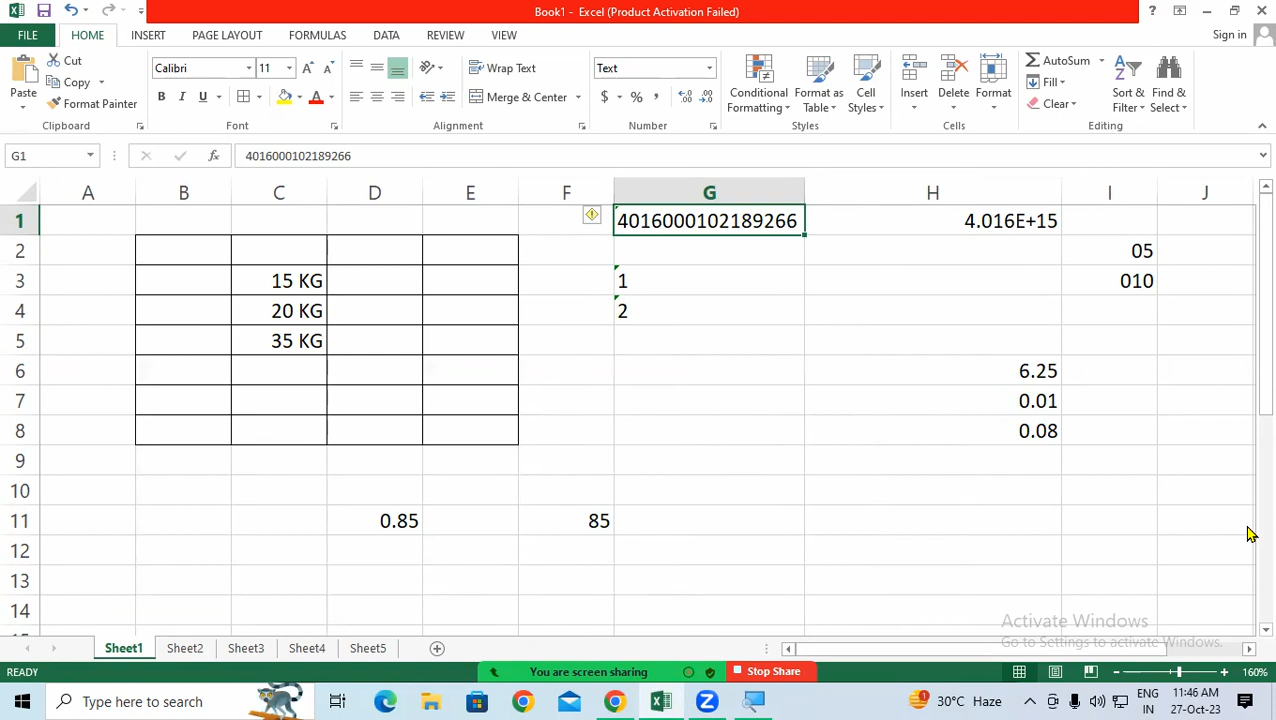 Book1 - Excel (Product Activation Failed)
FILE HOME INSERT PAGE LAYOUT FORMULAS DATA REVIEW VIEW Sign in
Paste Cut Copy Format Painter Clipboard
Calibri 11 B I U A A A Font
Wrap Text Merge & Center Alignment
Text $ % , Number
Conditional Formatting Format as Table Cell Styles Styles
Insert Delete Format Cells
AutoSum Fill Clear Sort & Filter Find & Select Editing
G1 fx 4016000102189266
A B C D E F G H I J
1 4016000102189266 4.016E+15
2 05
3 15 KG 1 010
4 20 KG 2
5 35 KG
6 6.25
7 0.01
8 0.08
9
10
11 0.85 85
12
13
14
Activate Windows
Go to Settings to activate Windows.
Sheet1 Sheet2 Sheet3 Sheet4 Sheet5
READY You are screen sharing Stop Share 160%
Type here to search 1 30°C Haze ENG IN 11:46 AM 27-Oct-23